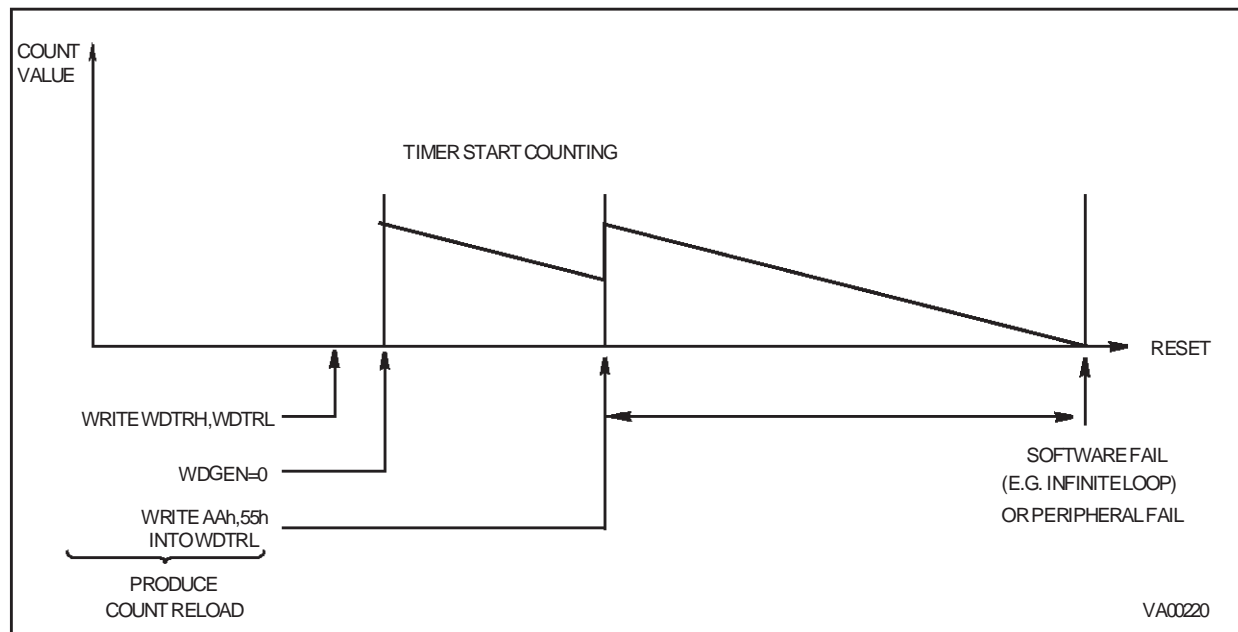 COUNT
VALUE
TIMER START COUNTING
RESET
WRITE WDTRH,WDTRL
WDGEN=0
WRITE AAh,55h
INTO WDTRL
PRODUCE
COUNT RELOAD
SOFTWARE FAIL
(E.G. INFINITE LOOP)
OR PERIPHERAL FAIL
VA00220